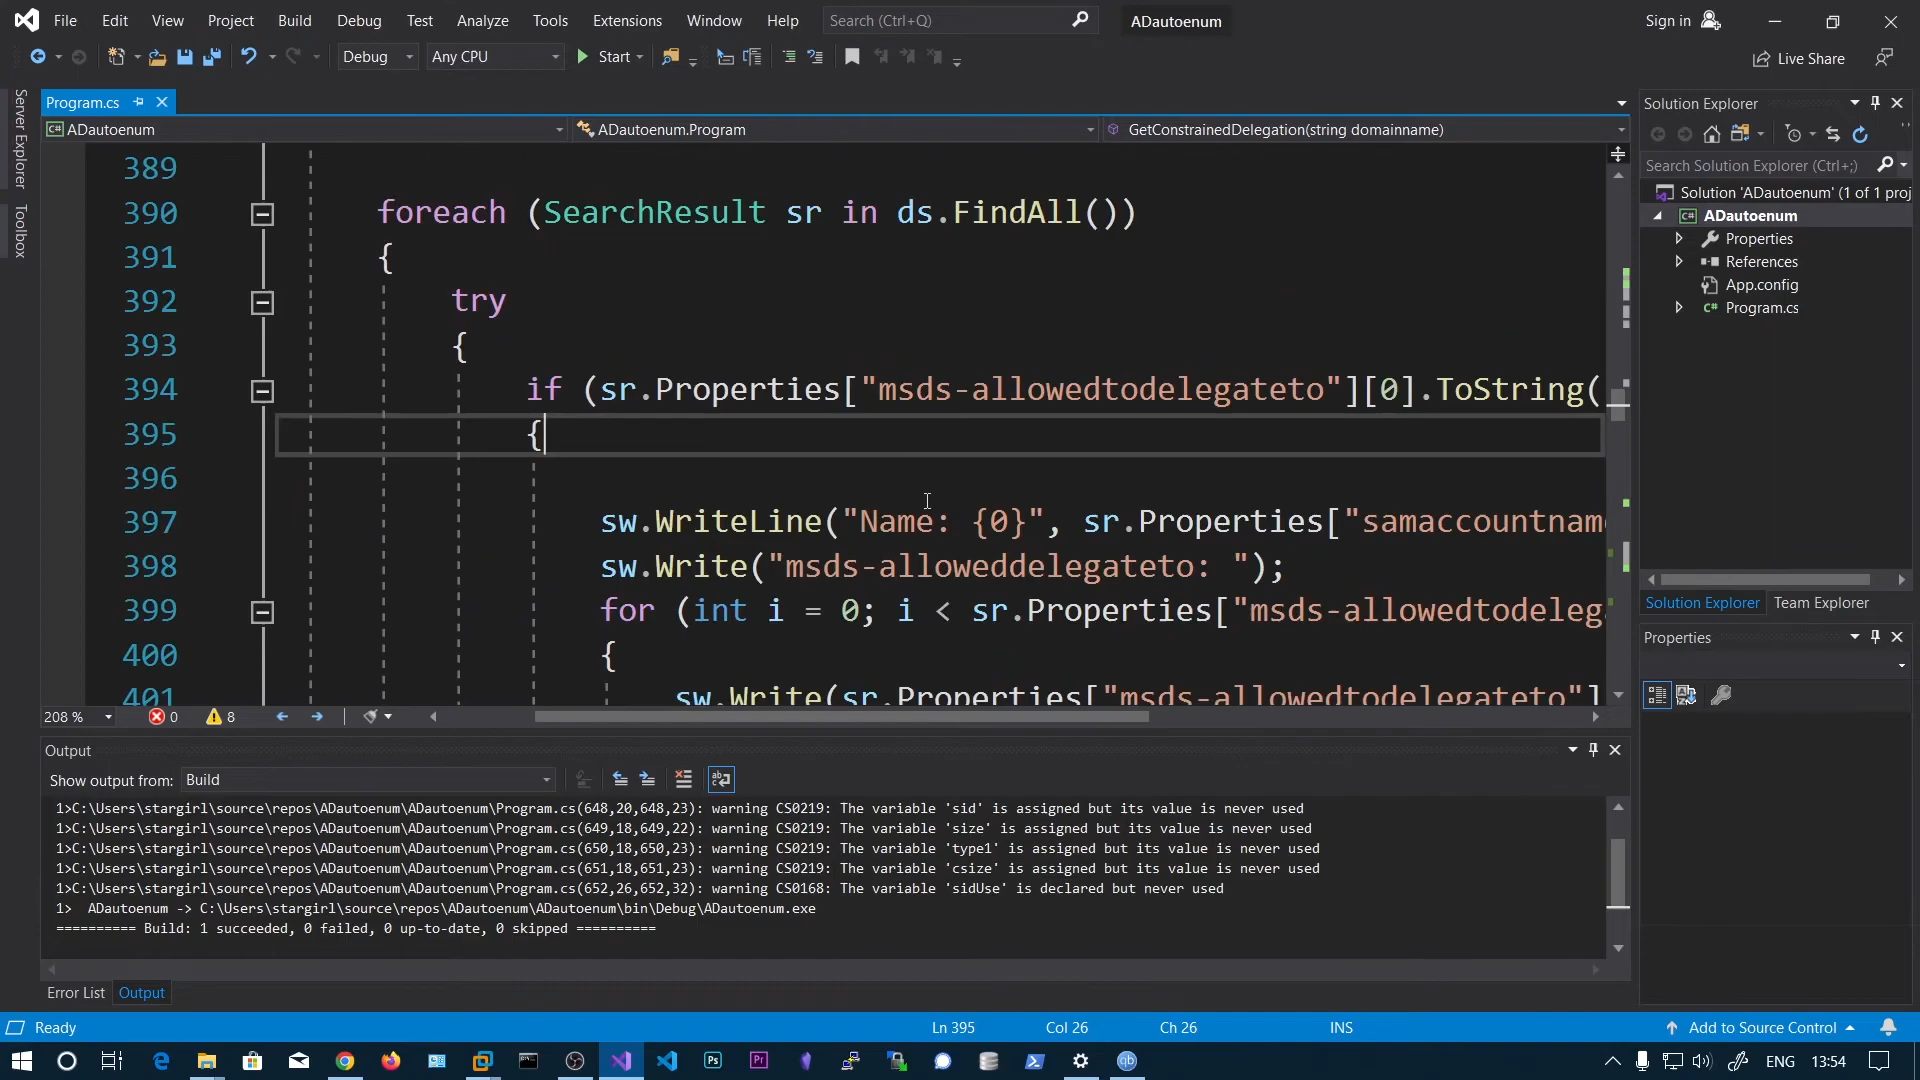 File Edit View Project Build Debug Test Analyze Tools Extensions Window Help Search (Ctrl+Q) ADautoenum Sign in
Debug Any CPU Start Live Share
Server Explorer
Toolbox
Program.cs
ADautoenum ADautoenum.Program GetConstrainedDelegation(string domainname)
389
390 foreach (SearchResult sr in ds.FindAll())
391 {
392 try
393 {
394 if (sr.Properties["msds-allowedtodelegateto"][0].ToString(
395 {
396
397 sw.WriteLine("Name: {0}", sr.Properties["samaccountnam
398 sw.Write("msds-alloweddelegateto: ");
399 for (int i = 0; i < sr.Properties["msds-allowedtodeleg
400 {
401 sw.Write(sr.Properties["msds-allowedtodelegateto"]
208 % 0 8
Output
Show output from: Build
1>C:\Users\stargirl\source\repos\ADautoenum\ADautoenum\Program.cs(648,20,648,23): warning CS0219: The variable 'sid' is assigned but its value is never used
1>C:\Users\stargirl\source\repos\ADautoenum\ADautoenum\Program.cs(649,18,649,22): warning CS0219: The variable 'size' is assigned but its value is never used
1>C:\Users\stargirl\source\repos\ADautoenum\ADautoenum\Program.cs(650,18,650,23): warning CS0219: The variable 'type1' is assigned but its value is never used
1>C:\Users\stargirl\source\repos\ADautoenum\ADautoenum\Program.cs(651,18,651,23): warning CS0219: The variable 'csize' is assigned but its value is never used
1>C:\Users\stargirl\source\repos\ADautoenum\ADautoenum\Program.cs(652,26,652,32): warning CS0168: The variable 'sidUse' is declared but never used
1> ADautoenum -> C:\Users\stargirl\source\repos\ADautoenum\ADautoenum\bin\Debug\ADautoenum.exe
========== Build: 1 succeeded, 0 failed, 0 up-to-date, 0 skipped ==========
Error List Output
Solution Explorer
Search Solution Explorer (Ctrl+;)
Solution 'ADautoenum' (1 of 1 proj
C# ADautoenum
Properties
References
App.config
C# Program.cs
Solution Explorer Team Explorer
Properties
Ready Ln 395 Col 26 Ch 26 INS Add to Source Control
Ps Pr qb ENG 13:54